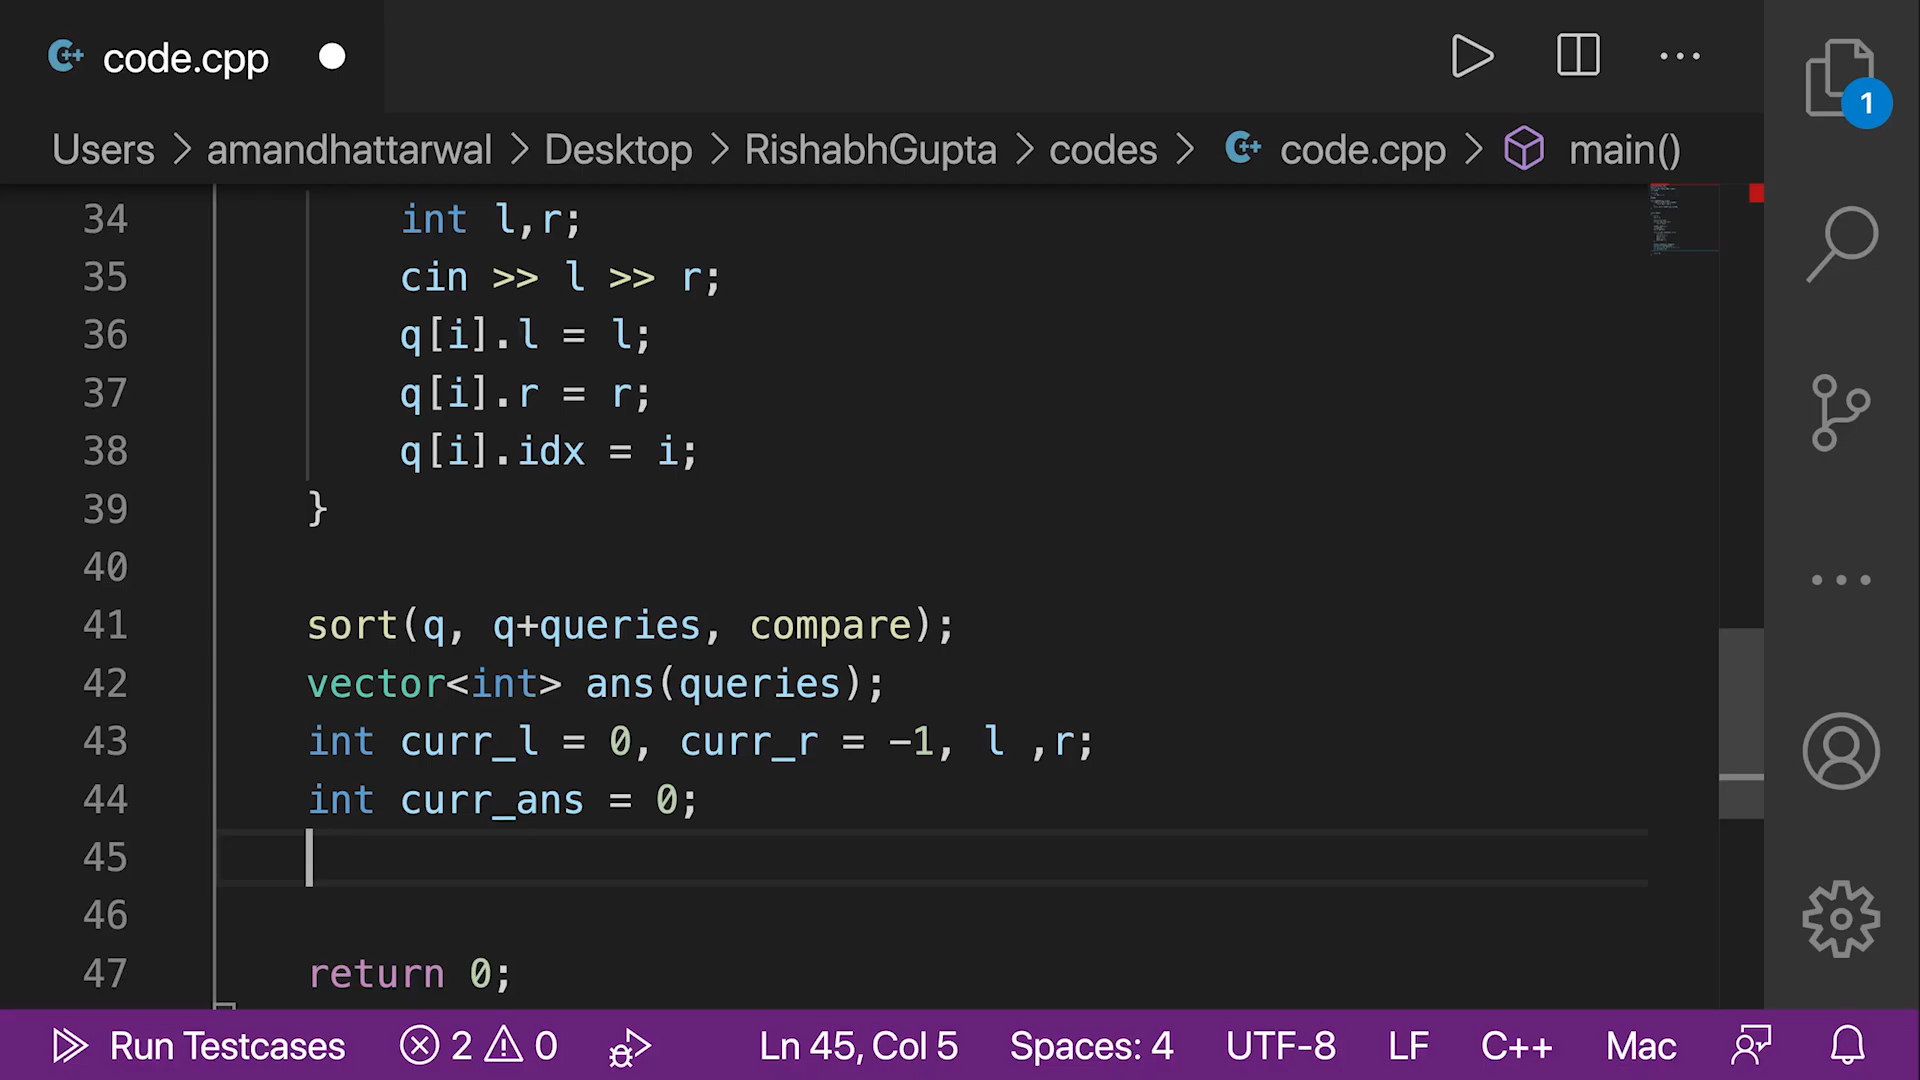 code.cpp
Users > amandhattarwal > Desktop > RishabhGupta > codes > code.cpp > main()
1
34 int l,r;
35 cin >> l >> r;
36 q[i].l = l;
37 q[i].r = r;
38 q[i].idx = i;
39 }
40
41 sort(q, q+queries, compare);
42 vector<int> ans(queries);
43 int curr_l = 0, curr_r = -1, l ,r;
44 int curr_ans = 0;
45
46
47 return 0;
Run Testcases 2 0 Ln 45, Col 5 Spaces: 4 UTF-8 LF C++ Mac